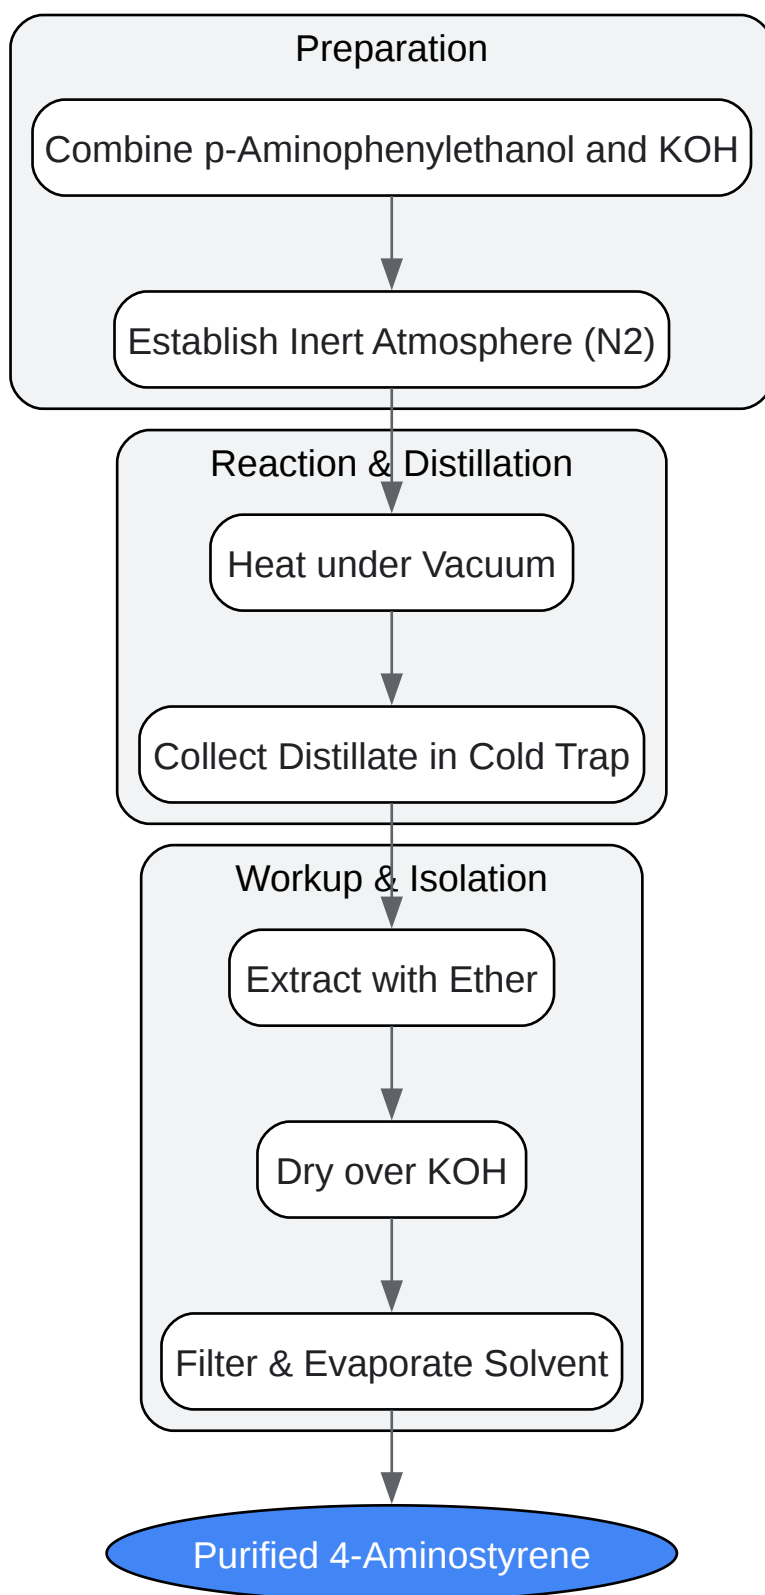 Preparation
Combine p-Aminophenylethanol and KOH
Establish Inert Atmosphere (N2)
Reaction & Distillation
Heat under Vacuum
Collect Distillate in Cold Trap
Workup & Isolation
Extract with Ether
Dry over KOH
Filter & Evaporate Solvent
Purified 4-Aminostyrene